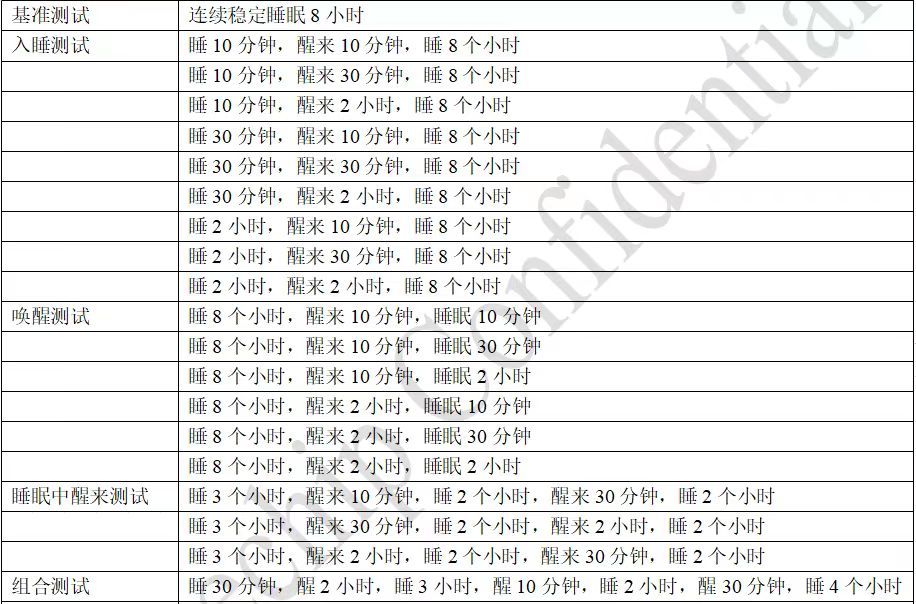 基准测试 连续稳定睡眠 8 小时
入睡测试 睡 10 分钟，醒来 10 分钟，睡 8 个小时
睡 10 分钟，醒来 30 分钟，睡 8 个小时
睡 10 分钟，醒来 2 小时，睡 8 个小时
睡 30 分钟，醒来 10 分钟，睡 8 个小时
睡 30 分钟，醒来 30 分钟，睡 8 个小时
睡 30 分钟，醒来 2 小时，睡 8 个小时
睡 2 小时，醒来 10 分钟，睡 8 个小时
睡 2 小时，醒来 30 分钟，睡 8 个小时
睡 2 小时，醒来 2 小时，睡 8 个小时
唤醒测试 睡 8 个小时，醒来 10 分钟，睡眠 10 分钟
睡 8 个小时，醒来 10 分钟，睡眠 30 分钟
睡 8 个小时，醒来 10 分钟，睡眠 2 小时
睡 8 个小时，醒来 2 小时，睡眠 10 分钟
睡 8 个小时，醒来 2 小时，睡眠 30 分钟
睡 8 个小时，醒来 2 小时，睡眠 2 小时
睡眠中醒来测试 睡 3 个小时，醒来 10 分钟，睡 2 个小时，醒来 30 分钟，睡 2 个小时
睡 3 个小时，醒来 30 分钟，睡 2 个小时，醒来 2 小时，睡 2 个小时
睡 3 个小时，醒来 2 小时，睡 2 个小时，醒来 30 分钟，睡 2 个小时
组合测试 睡 30 分钟，醒 2 小时，睡 3 小时，醒 10 分钟，睡 2 小时，醒 30 分钟，睡 4 个小时
Confidential